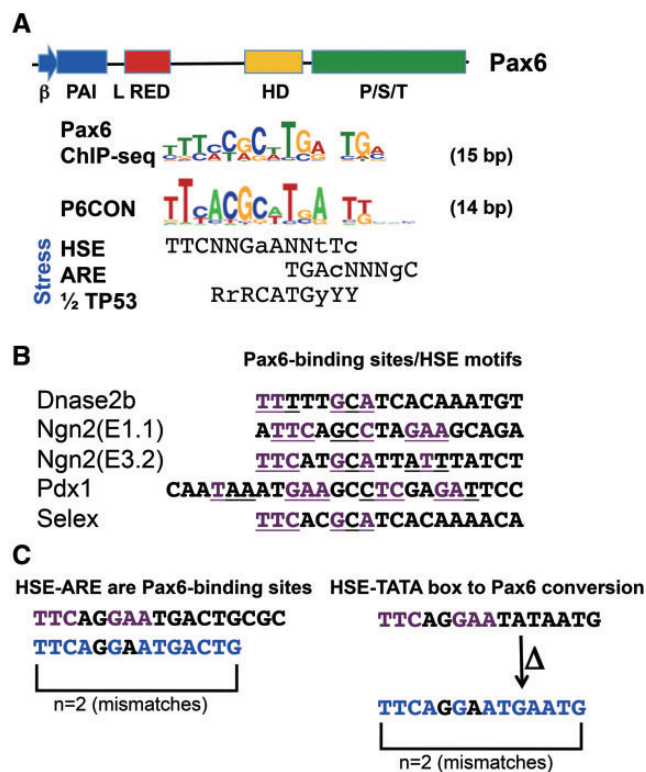 A
Pax6
β PAI L RED HD P/S/T
Pax6
ChIP-seq (15 bp)
P6CON (14 bp)
Stress
HSE TTCNNGaANNtTc
ARE TGAcNNNgC
½ TP53 RrRCATGyYY
B
Pax6-binding sites/HSE motifs
Dnase2b TTTTTGCATCACAAATGT
Ngn2(E1.1) ATTCAGCCTAGAAGCAGA
Ngn2(E3.2) TTCATGCATTATTTATCT
Pdx1 CAATAAATGAAGCCTCGAGATTCC
Selex TTCACGCATCACAAAACA
C
HSE-ARE are Pax6-binding sites
TTCAGGAATGACTGCGC
TTCAGGAATGACTG
n=2 (mismatches)
HSE-TATA box to Pax6 conversion
TTCAGGAATATAATG
Δ
TTCAGGAATGAATG
n=2 (mismatches)